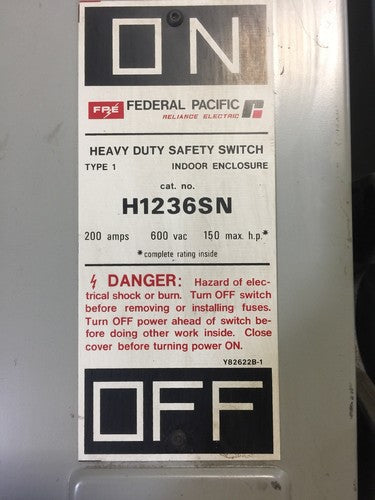 ON
FPE FEDERAL PACIFIC
RELIANCE ELECTRIC
HEAVY DUTY SAFETY SWITCH
TYPE 1 INDOOR ENCLOSURE
cat. no.
H1236SN
200 amps 600 vac 150 max. h.p.*
*complete rating inside
DANGER: Hazard of elec-
trical shock or burn. Turn OFF switch
before removing or installing fuses.
Turn OFF power ahead of switch be-
fore doing other work inside. Close
cover before turning power ON.
Y82622B-1
OFF